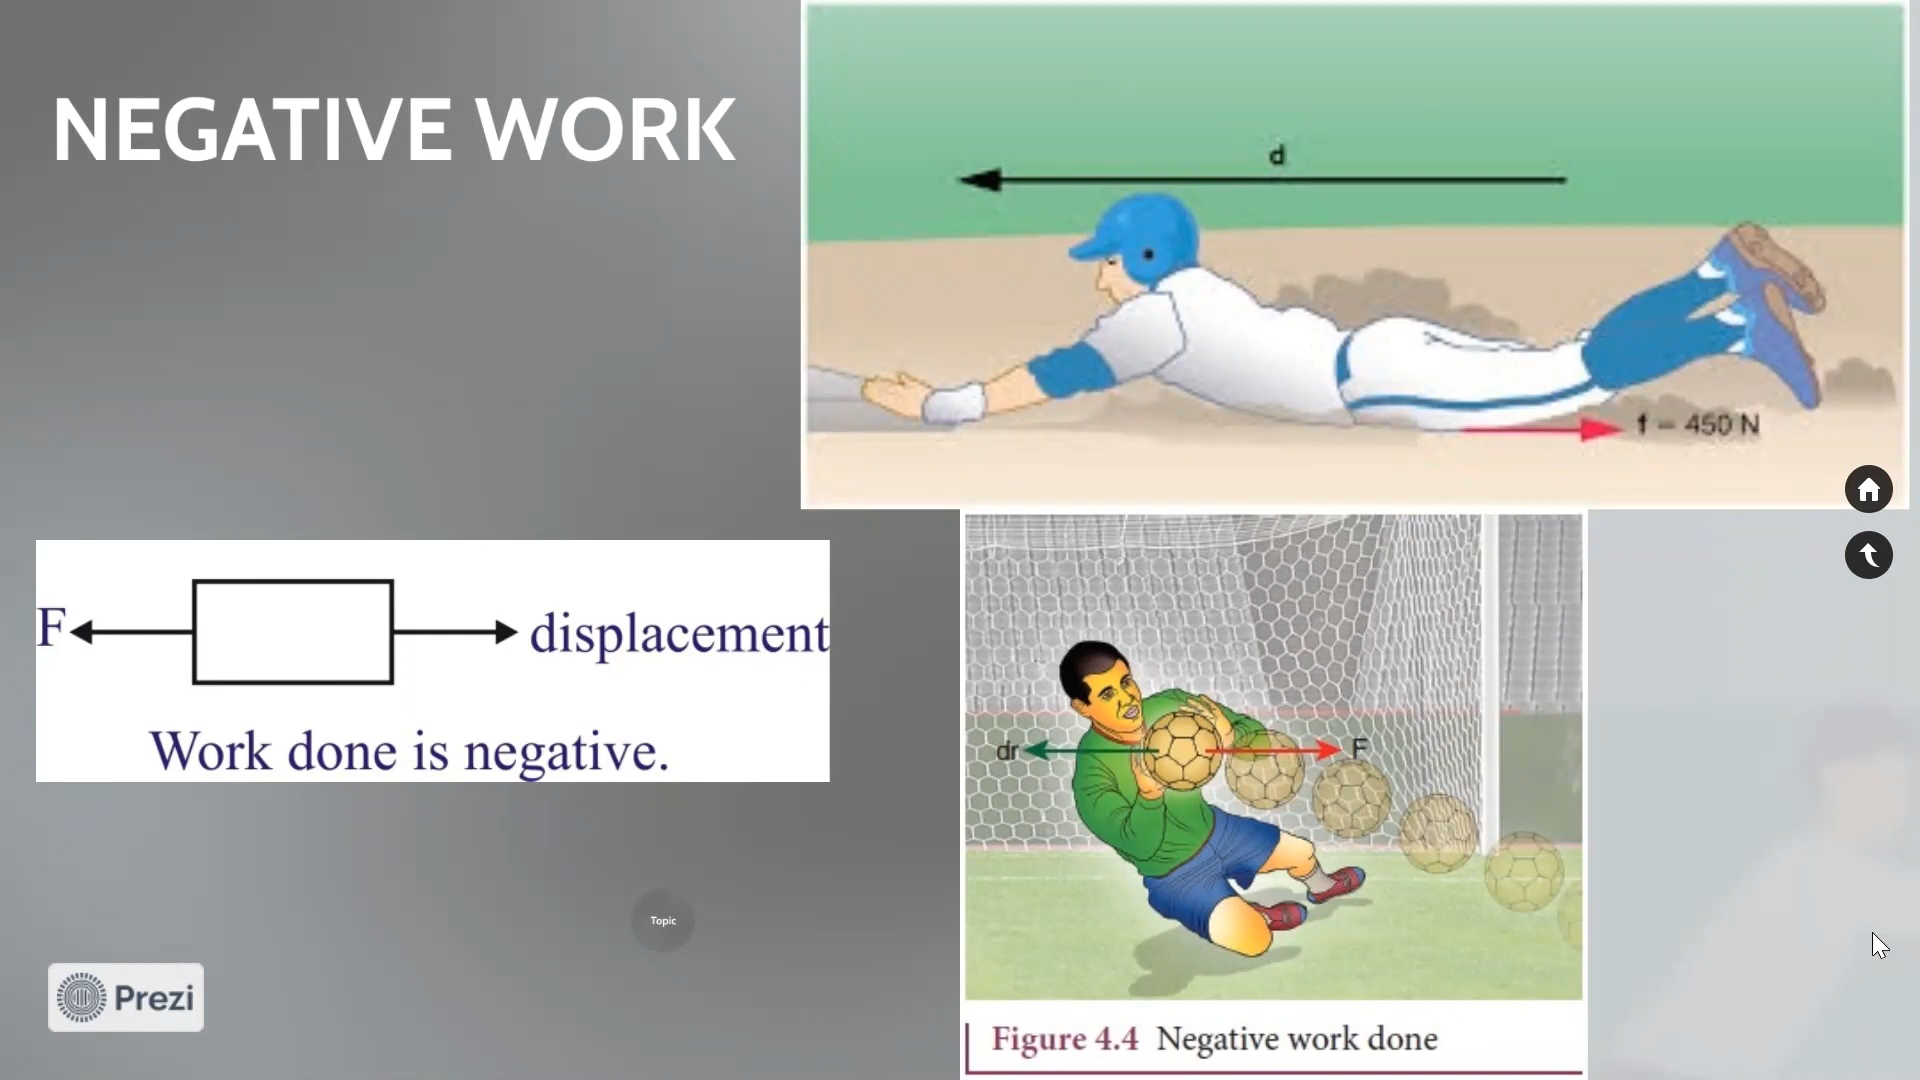 NEGATIVE WORK
d
f = 450 N
F
displacement
Work done is negative.
dr
F
Topic
Prezi
Figure 4.4 Negative work done